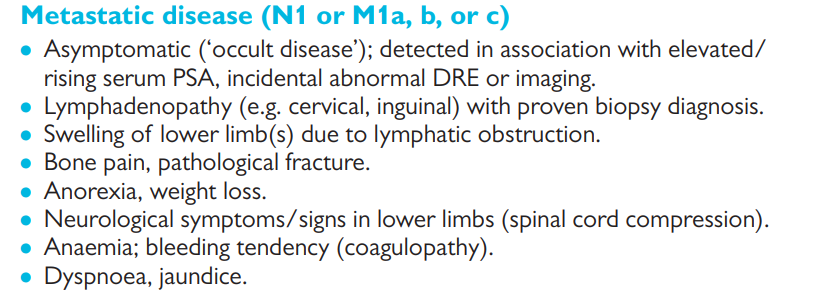 Metastatic disease (N1 or M1a, b, or c)
• Asymptomatic (‘occult disease’); detected in association with elevated/
rising serum PSA, incidental abnormal DRE or imaging.
• Lymphadenopathy (e.g. cervical, inguinal) with proven biopsy diagnosis.
• Swelling of lower limb(s) due to lymphatic obstruction.
• Bone pain, pathological fracture.
• Anorexia, weight loss.
• Neurological symptoms/signs in lower limbs (spinal cord compression).
• Anaemia; bleeding tendency (coagulopathy).
• Dyspnoea, jaundice.